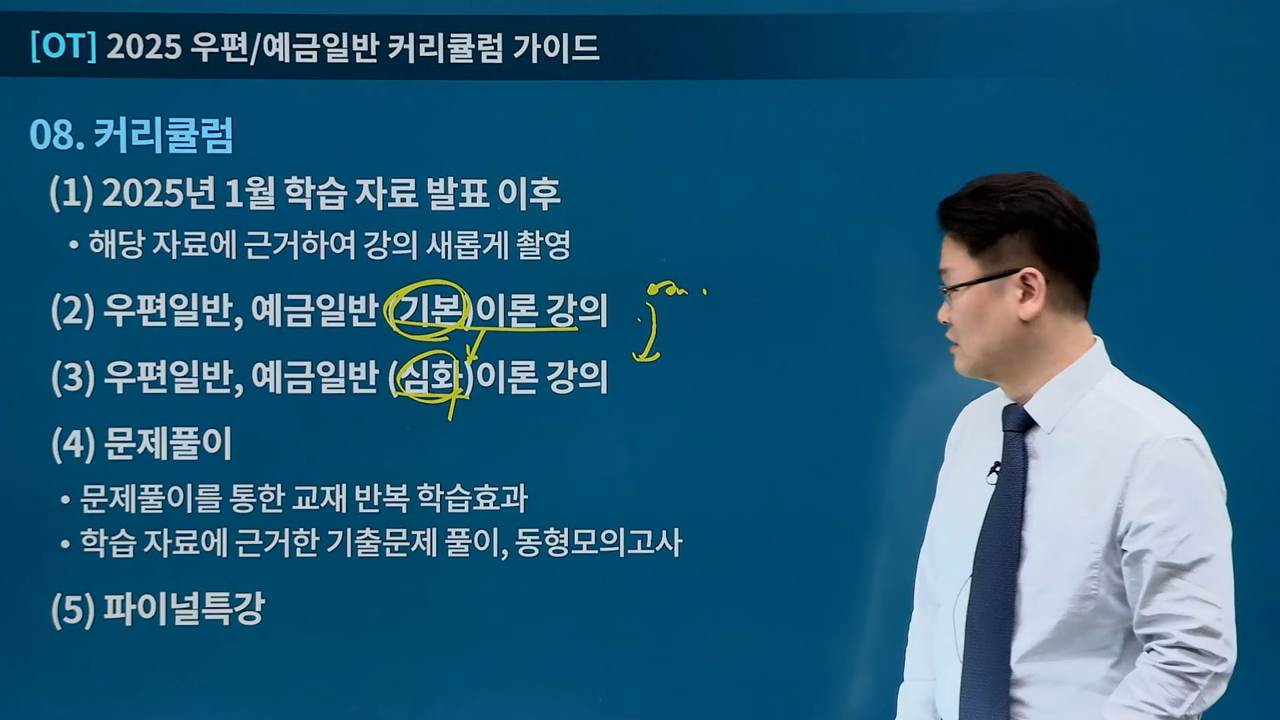 [OT] 2025 우편/예금일반 커리큘럼 가이드
08. 커리큘럼
(1) 2025년 1월 학습 자료 발표 이후
• 해당 자료에 근거하여 강의 새롭게 촬영
(2) 우편일반, 예금일반 (기본)이론 강의
(3) 우편일반, 예금일반 (심화)이론 강의
(4) 문제풀이
• 문제풀이를 통한 교재 반복 학습효과
• 학습 자료에 근거한 기출문제 풀이, 동형모의고사
(5) 파이널특강